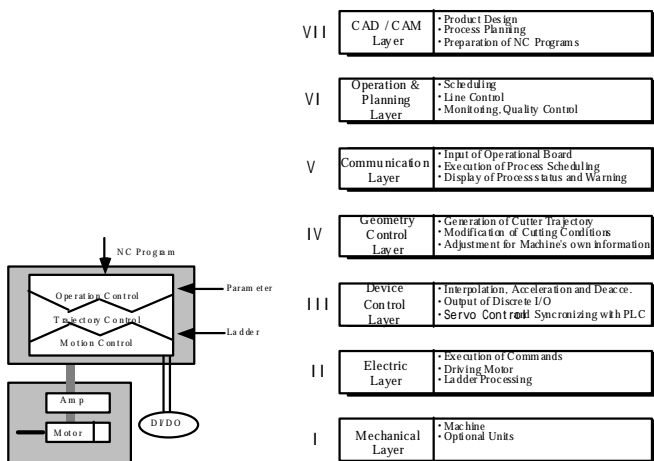 NC Program
Operation Control
Trajectory Control
Motion Control
Parameter
Ladder
Amp
Motor
DI/DO
VII
CAD / CAM
Layer
• Product Design
• Process Planning
• Preparation of NC Programs
VI
Operation &
Planning
Layer
• Scheduling
• Line Control
• Monitoring, Quality Control
V
Communication
Layer
• Input of Operational Board
• Execution of Process Scheduling
• Display of Process status and Warning
IV
Geometry
Control
Layer
• Generation of Cutter Trajectory
• Modification of Cutting Conditions
• Adjustment for Machine's own information
III
Device
Control
Layer
• Interpolation, Acceleration and Deacce.
• Output of Discrete I/O
• Servo Control and Syncronizing with PLC
II
Electric
Layer
• Execution of Commands
• Driving Motor
• Ladder Processing
I
Mechanical
Layer
• Machine
• Optional Units